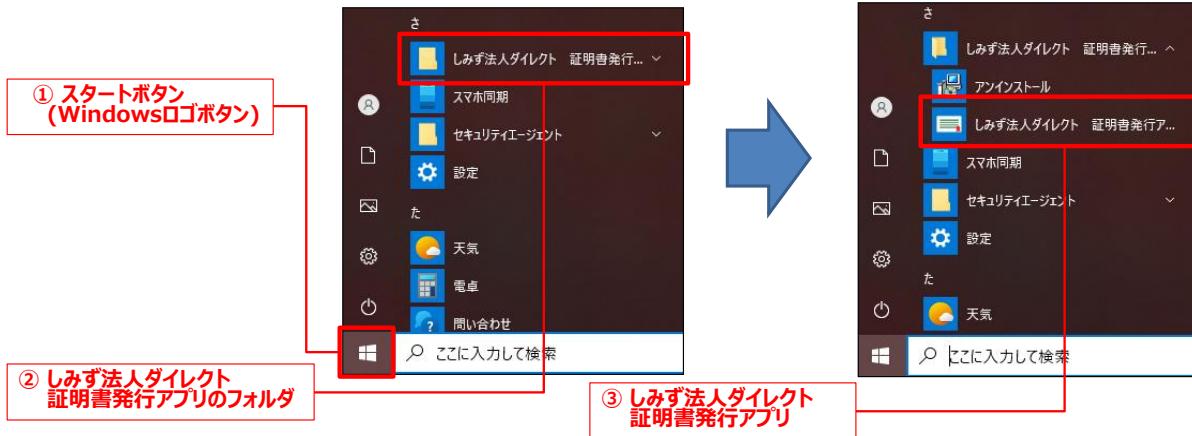 ① スタートボタン
(Windowsロゴボタン)
② しみず法人ダイレクト
証明書発行アプリのフォルダ
さ
しみず法人ダイレクト 証明書発行...
スマホ同期
セキュリティエージェント
設定
た
天気
電卓
問い合わせ
ここに入力して検索
さ
しみず法人ダイレクト 証明書発行...
アンインストール
しみず法人ダイレクト 証明書発行ア...
スマホ同期
セキュリティエージェント
設定
た
天気
ここに入力して検索
③ しみず法人ダイレクト
証明書発行アプリ